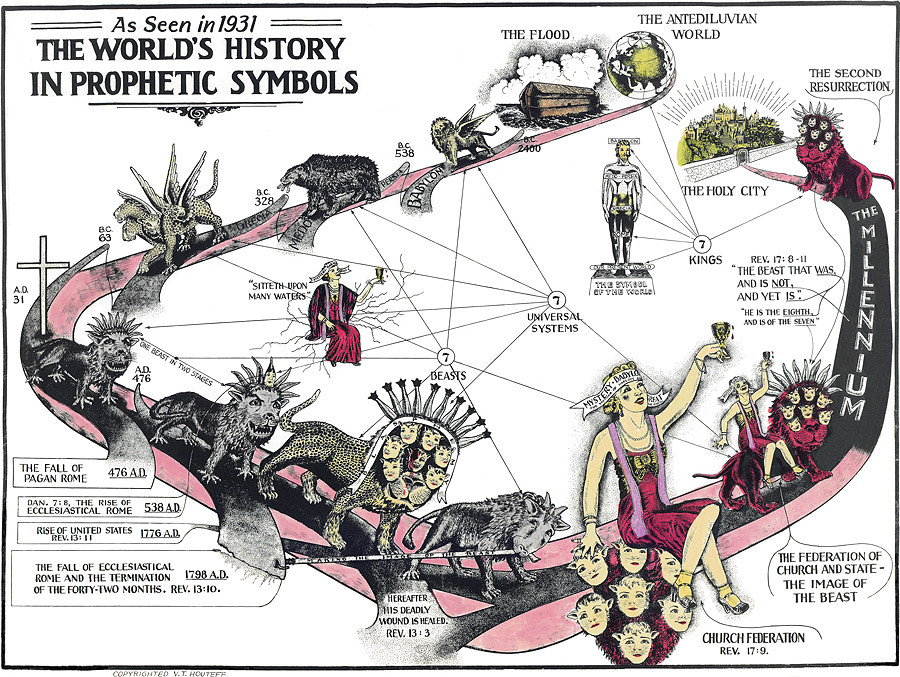 As Seen in 1931
THE WORLD'S HISTORY
IN PROPHETIC SYMBOLS
THE FLOOD
THE ANTEDILUVIAN
WORLD
THE SECOND
RESURRECTION
B.C.
2400
B.C.
538
BABYLON
B.C.
328
B.C.
63
A.D.
31
BABYLON
THE SYMBOL
OF THE WORLD
THE HOLY CITY
7
KINGS
REV. 17: 8-11
"THE BEAST THAT WAS,
AND IS NOT,
AND YET IS".
"HE IS THE EIGHTH,
AND IS OF THE SEVEN"
THE MILLENNIUM
"SITTETH UPON
MANY WATERS"
7
UNIVERSAL
SYSTEMS
7
BEASTS
ONE BEAST IN TWO STAGES
A.D.
476
THE FALL OF
PAGAN ROME
476 A.D.
DAN. 7:8, THE RISE OF
ECCLESIASTICAL ROME
538 A.D.
RISE OF UNITED STATES
REV. 13:11
1776 A.D.
THE FALL OF ECCLESIASTICAL
ROME AND THE TERMINATION
OF THE FORTY-TWO MONTHS. REV. 13:10.
1798 A.D.
MAKING THE IMAGE OF THE BEAST
HEREAFTER
HIS DEADLY
WOUND IS HEALED.
REV. 13:3
CHURCH FEDERATION
REV. 17:9.
THE FEDERATION OF
CHURCH AND STATE-
THE IMAGE OF
THE BEAST
COPYRIGHTED V.T. HOUTEFF